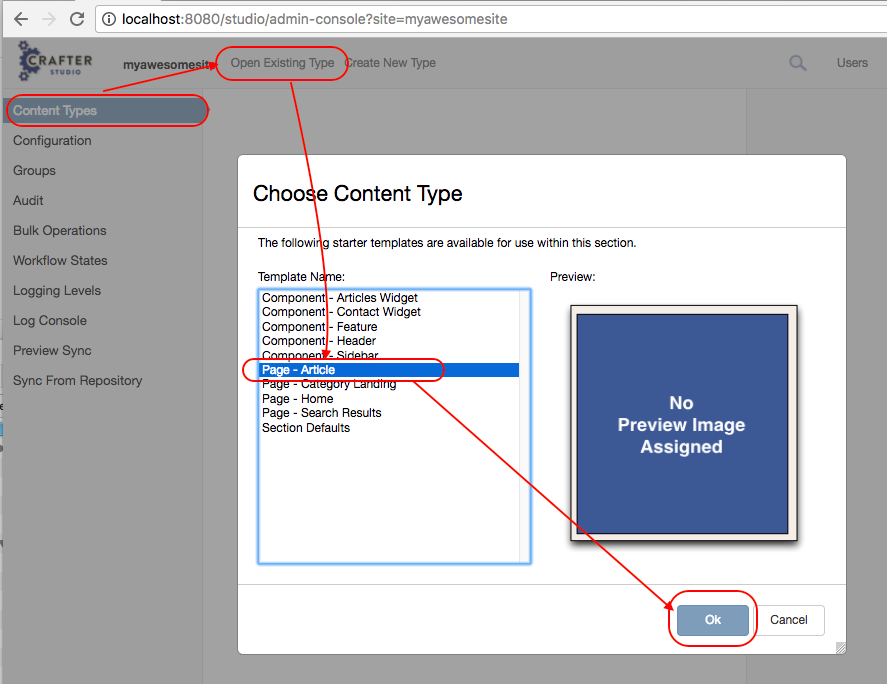 localhost:8080/studio/admin-console?site=myawesomesite
CRAFTER
STUDIO
myawesomesite
Open Existing Type
Create New Type
Users
Content Types
Configuration
Groups
Audit
Bulk Operations
Workflow States
Logging Levels
Log Console
Preview Sync
Sync From Repository
Choose Content Type
The following starter templates are available for use within this section.
Template Name:
Preview:
Component - Articles Widget
Component - Contact Widget
Component - Feature
Component - Header
Component - Sidebar
Page - Article
Page - Category Landing
Page - Home
Page - Search Results
Section Defaults
No
Preview Image
Assigned
Ok
Cancel